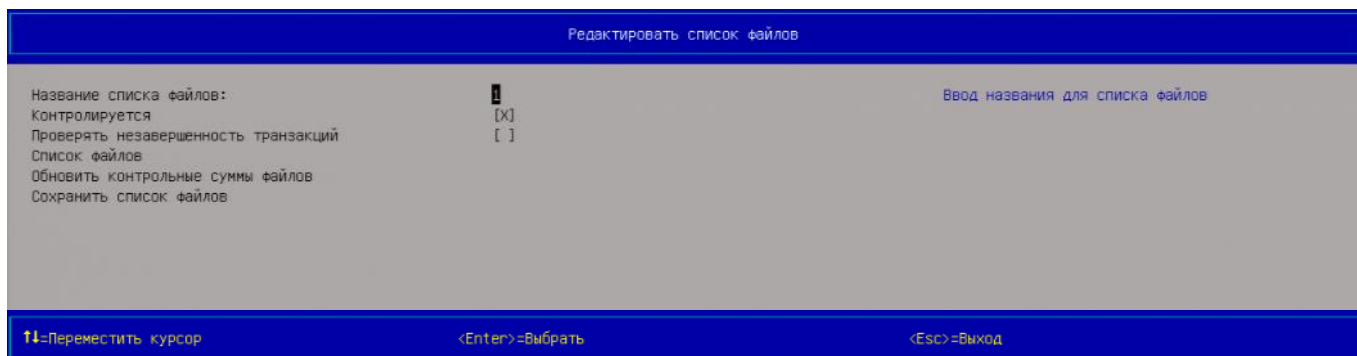 Редактировать список файлов
Название списка файлов: 1 Ввод названия для списка файлов
Контролируется [X]
Проверять незавершенность транзакций [ ]
Список файлов
Обновить контрольные суммы файлов
Сохранить список файлов
↑↓=Переместить курсор <Enter>=Выбрать <Esc>=Выход